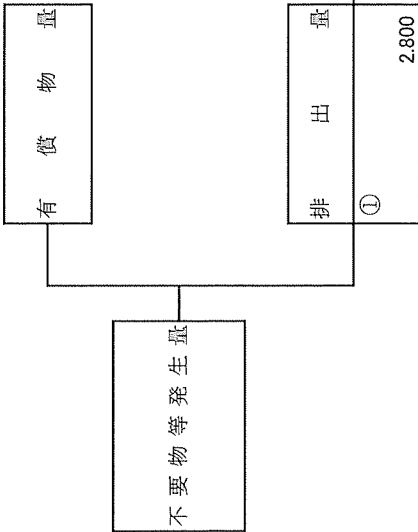 有償物量
不要物等発生量
排出量
①
2.800